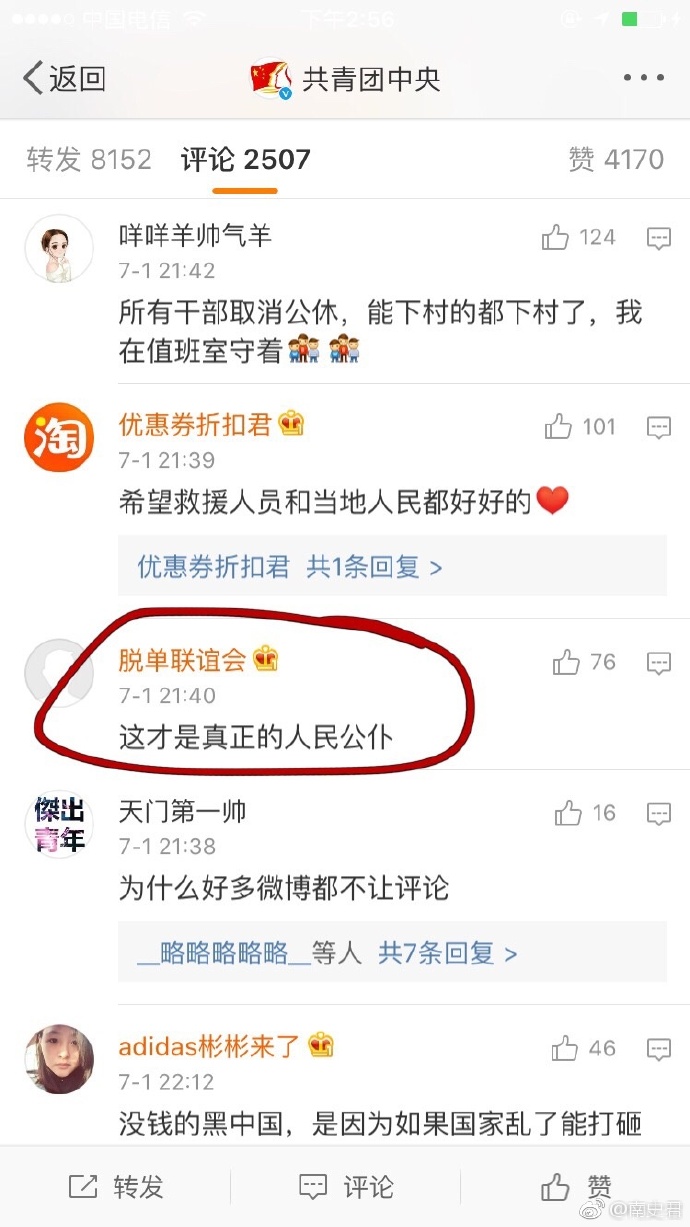 中国电信
下午2:56
返回
共青团中央
转发 8152
评论 2507
赞 4170
咩咩羊帅气羊
124
7-1 21:42
所有干部取消公休，能下村的都下村了，我
在值班室守着
淘
优惠券折扣君
101
7-1 21:39
希望救援人员和当地人民都好好的
优惠券折扣君 共1条回复 >
脱单联谊会
76
7-1 21:40
这才是真正的人民公仆
傑出
青年
天门第一帅
16
7-1 21:38
为什么好多微博都不让评论
__略略略略略__等人 共7条回复 >
adidas彬彬来了
46
7-1 22:12
没钱的黑中国，是因为如果国家乱了能打砸
转发
评论
赞
@南史君